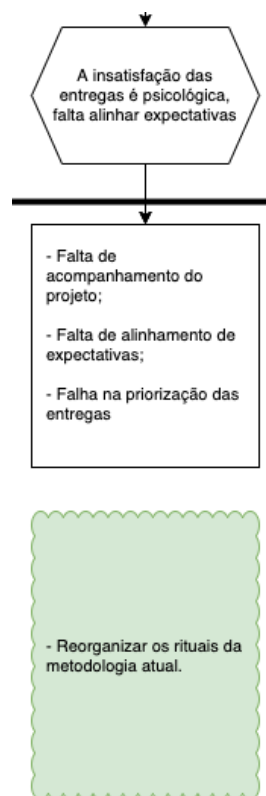 A insatisfação das
entregas é psicológica,
falta alinhar expectativas
- Falta de
acompanhamento do
projeto;
- Falta de alinhamento de
expectativas;
- Falha na priorização das
entregas
- Reorganizar os rituais da
metodologia atual.